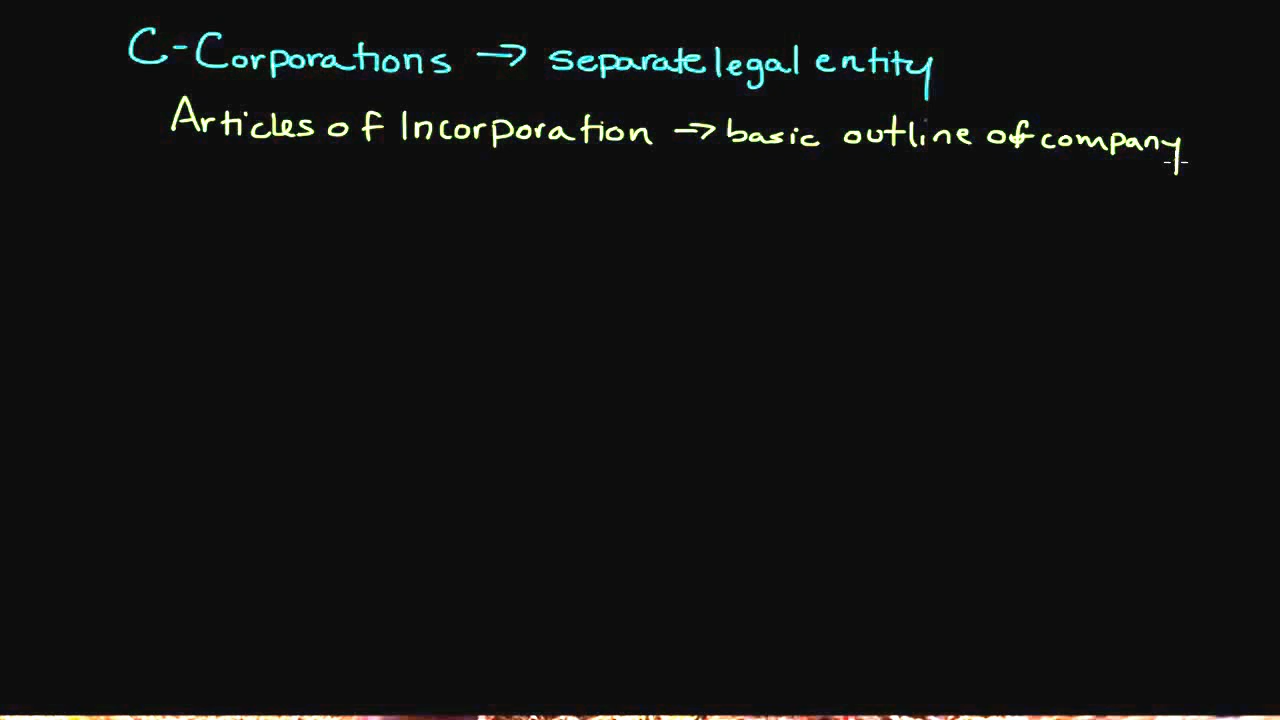 C-Corporations → separate legal entity
Articles of Incorporation → basic outline of company